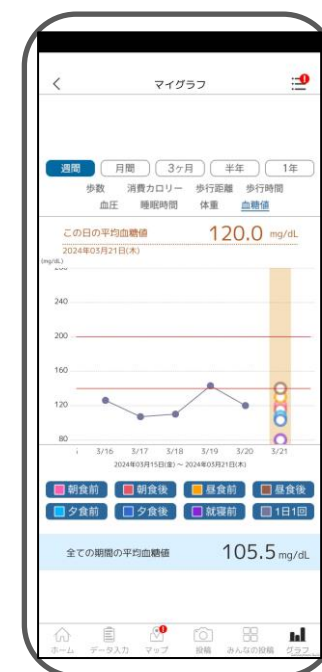 マイグラフ
週間 月間 3ヶ月 半年 1年
歩数 消費カロリー 歩行距離 歩行時間
血圧 睡眠時間 体重 血糖値
この日の平均血糖値 120.0 mg/dL
2024年03月21日(木)
(mg/dL)
240
200
160
120
80
3/16 3/17 3/18 3/19 3/20 3/21
2024年03月15日(金) ～ 2024年03月21日(木)
朝食前 朝食後 昼食前 昼食後
夕食前 夕食後 就寝前 1日1回
全ての期間の平均血糖値 105.5 mg/dL
ホーム データ入力 マップ 投稿 みんなの投稿 グラフ